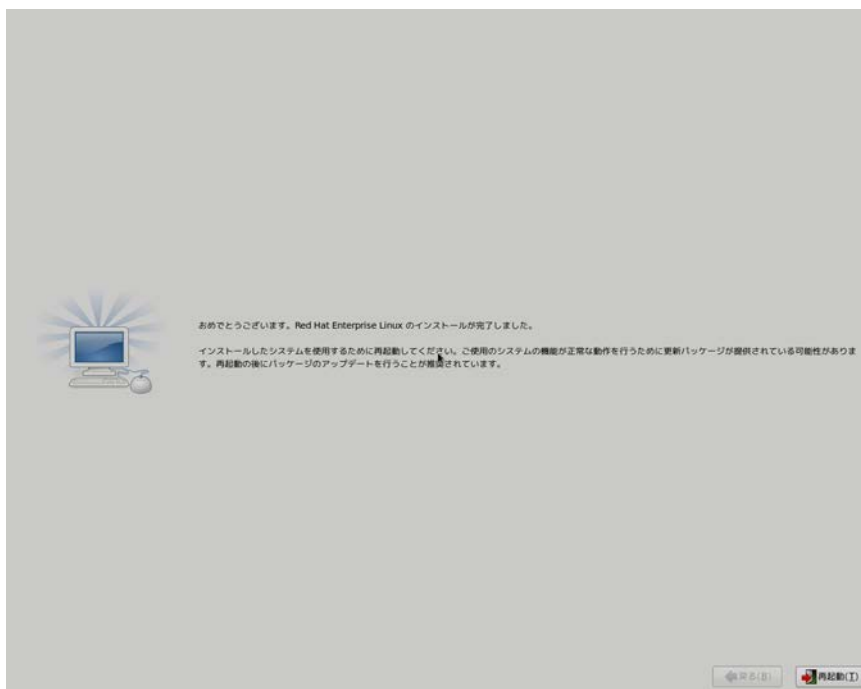 おめでとうございます。Red Hat Enterprise Linux のインストールが完了しました。
インストールしたシステムを使用するために再起動してください。ご使用のシステムの機能が正常な動作を行うために更新パッケージが提供されている可能性がありま
す。再起動の後にパッケージのアップデートを行うことが推奨されています。
戻る(B)
再起動(T)